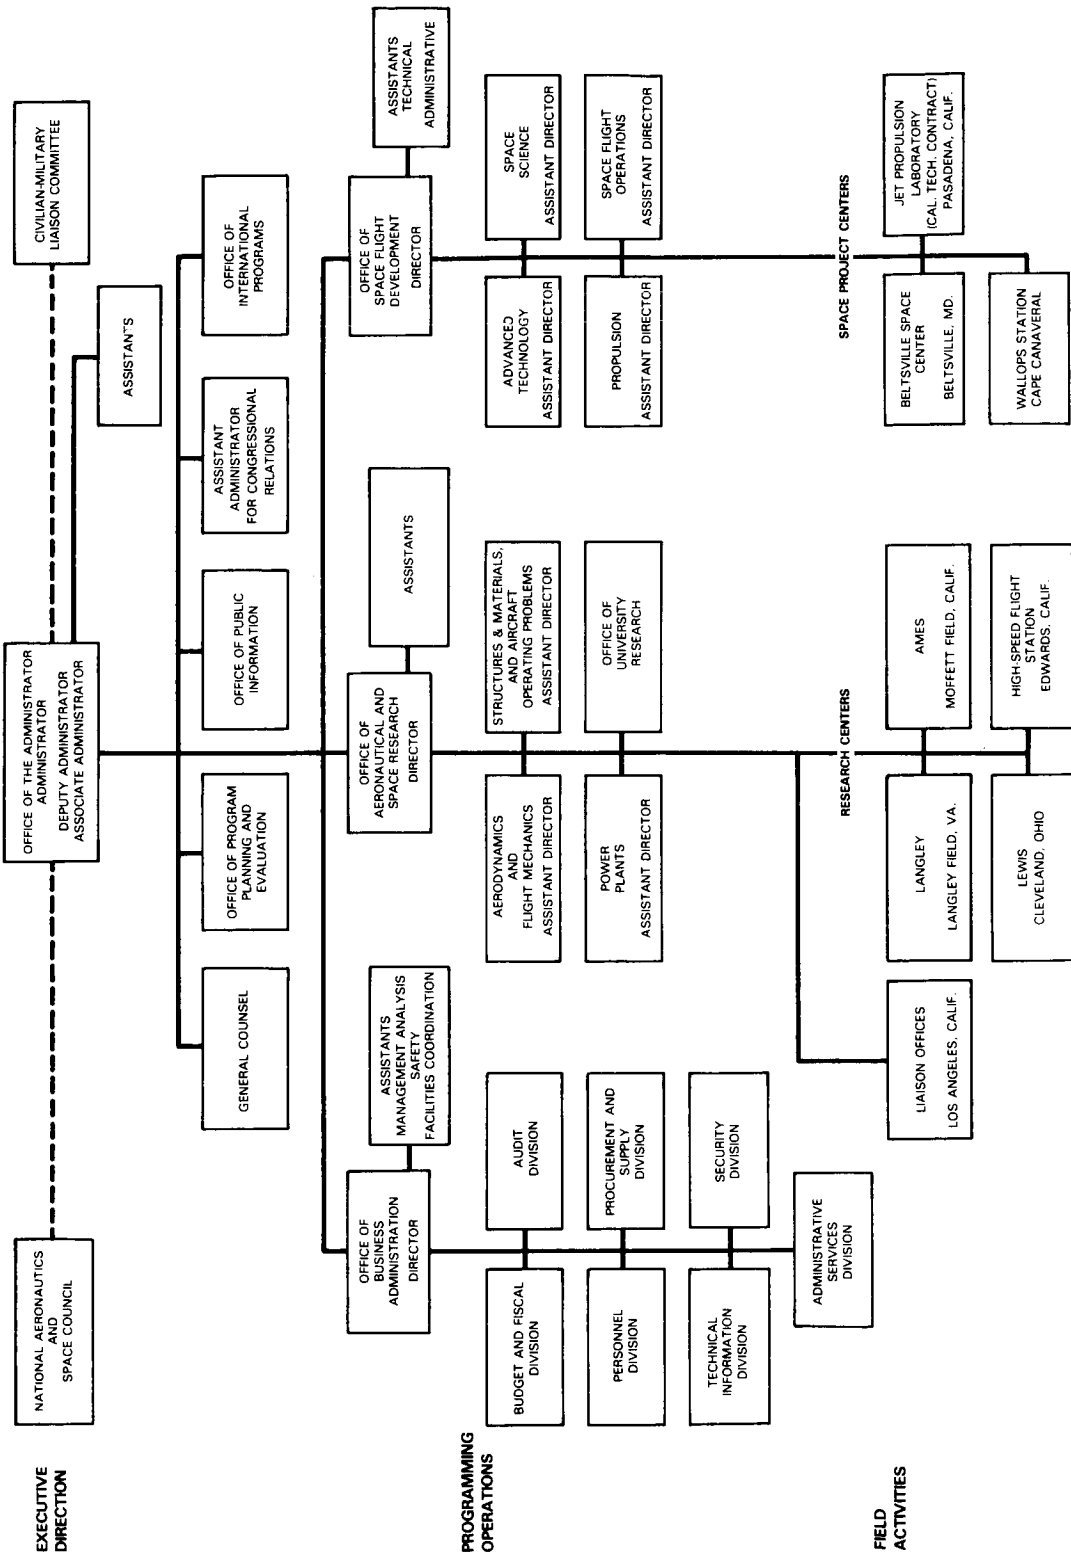 EXECUTIVE
DIRECTION
NATIONAL AERONAUTICS
AND
SPACE COUNCIL
OFFICE OF THE ADMINISTRATOR
ADMINISTRATOR
DEPUTY ADMINISTRATOR
ASSOCIATE ADMINISTRATOR
CIVILIAN-MILITARY
LIAISON COMMITTEE
ASSISTANTS
GENERAL COUNSEL
OFFICE OF PROGRAM
PLANNING AND
EVALUATION
OFFICE OF PUBLIC
INFORMATION
ASSISTANT
ADMINISTRATOR
FOR CONGRESSIONAL
RELATIONS
OFFICE OF
INTERNATIONAL
PROGRAMS
OFFICE OF
BUSINESS
ADMINISTRATION
DIRECTOR
ASSISTANTS
MANAGEMENT ANALYSIS
SAFETY
FACILITIES COORDINATION
OFFICE OF
AERONAUTICAL AND
SPACE RESEARCH
DIRECTOR
ASSISTANTS
OFFICE OF
SPACE FLIGHT
DEVELOPMENT
DIRECTOR
ASSISTANTS
TECHNICAL
ADMINISTRATIVE
PROGRAMMING
OPERATIONS
BUDGET AND FISCAL
DIVISION
AUDIT
DIVISION
PERSONNEL
DIVISION
PROCUREMENT AND
SUPPLY
DIVISION
TECHNICAL
INFORMATION
DIVISION
SECURITY
DIVISION
ADMINISTRATIVE
SERVICES
DIVISION
AERODYNAMICS
AND
FLIGHT MECHANICS
ASSISTANT DIRECTOR
STRUCTURES & MATERIALS,
AND AIRCRAFT
OPERATING PROBLEMS
ASSISTANT DIRECTOR
POWER
PLANTS
ASSISTANT DIRECTOR
OFFICE OF
UNIVERSITY
RESEARCH
ADVANCED
TECHNOLOGY
ASSISTANT DIRECTOR
SPACE
SCIENCE
ASSISTANT DIRECTOR
PROPULSION
ASSISTANT DIRECTOR
SPACE FLIGHT
OPERATIONS
ASSISTANT DIRECTOR
FIELD
ACTIVITIES
LIAISON OFFICES
LOS ANGELES, CALIF.
RESEARCH CENTERS
LANGLEY
LANGLEY FIELD, VA.
AMES
MOFFETT FIELD, CALIF.
LEWIS
CLEVELAND, OHIO
HIGH-SPEED FLIGHT
STATION
EDWARDS, CALIF.
SPACE PROJECT CENTERS
BELTSVILLE SPACE
CENTER
BELTSVILLE, MD.
JET PROPULSION
LABORATORY
(CAL. TECH. CONTRACT)
PASADENA, CALIF.
WALLOPS STATION
CAPE CANAVERAL